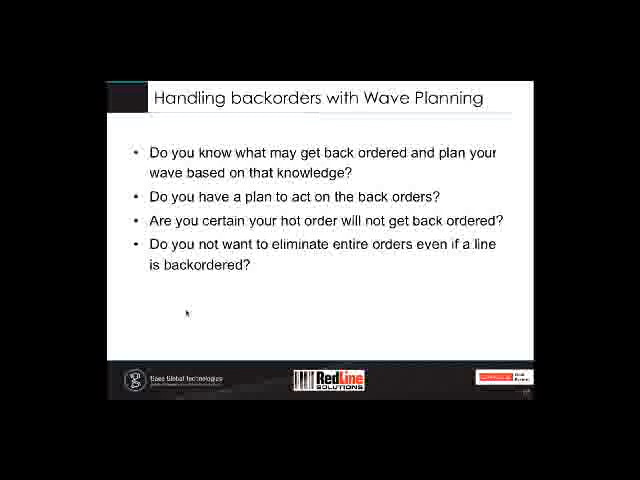 Handling backorders with Wave Planning
• Do you know what may get back ordered and plan your
wave based on that knowledge?
• Do you have a plan to act on the back orders?
• Are you certain your hot order will not get back ordered?
• Do you not want to eliminate entire orders even if a line
is backordered?
Global Technologies
RedLine
SOLUTIONS